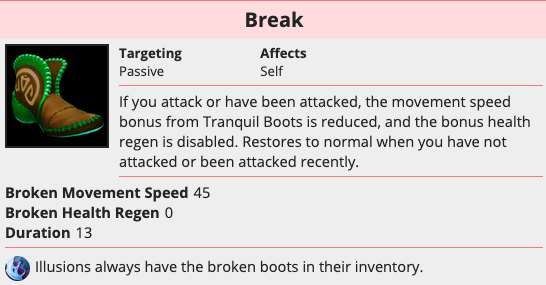 Break
Targeting
Affects
Passive
Self
If you attack or have been attacked, the movement speed
bonus from Tranquil Boots is reduced, and the bonus health
regen is disabled. Restores to normal when you have not
attacked or been attacked recently.
Broken Movement Speed 45
Broken Health Regen 0
Duration 13
Illusions always have the broken boots in their inventory.